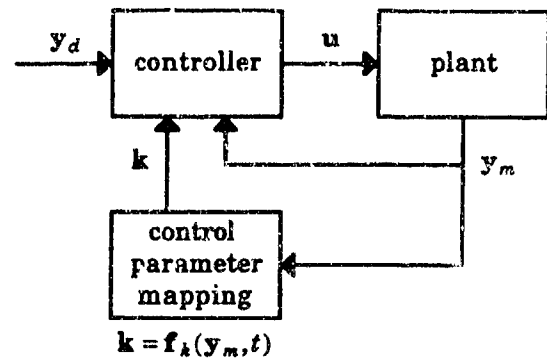 y_d
controller
u
plant
k
y_m
control
parameter
mapping
k = f_k(y_m, t)